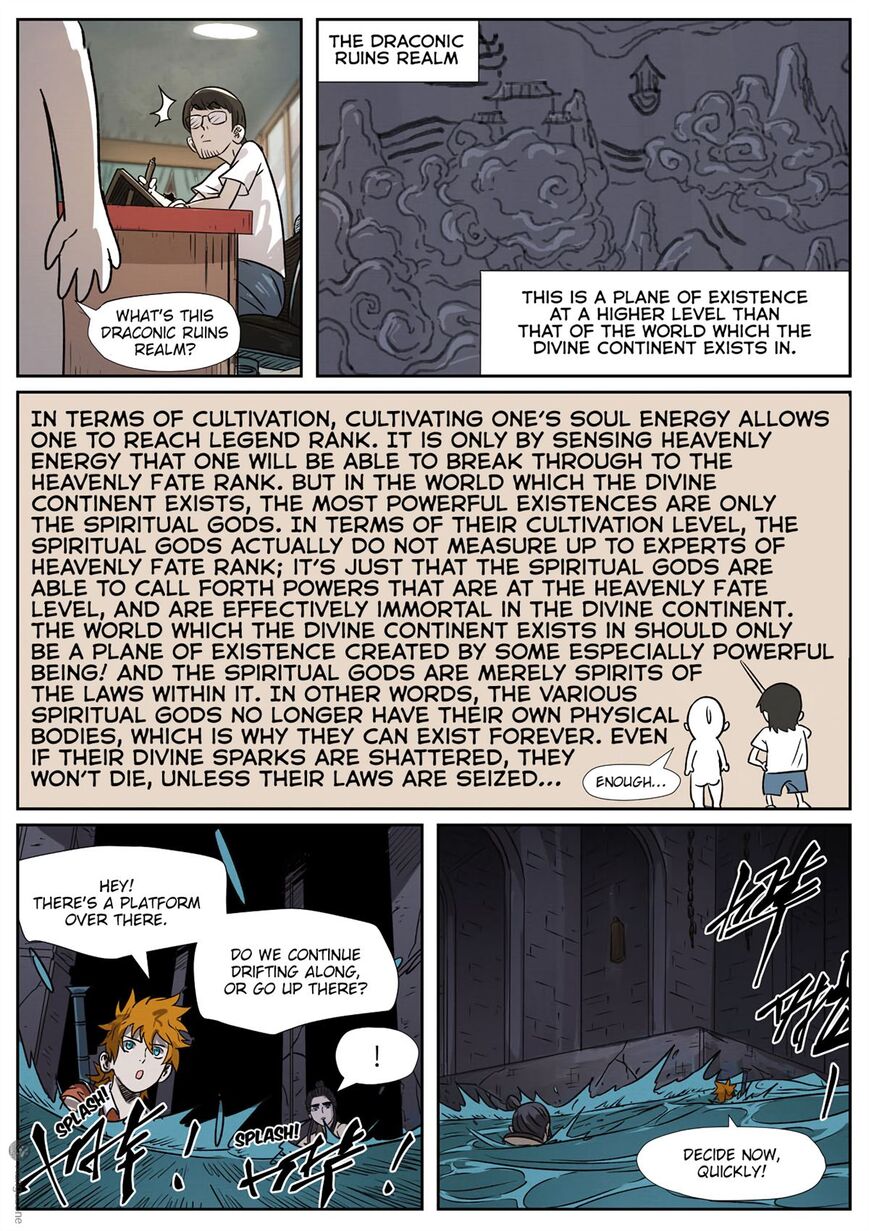 THE DRACONIC
RUINS REALM
WHAT'S THIS
DRACONIC RUINS
REALM?
THIS IS A PLANE OF EXISTENCE
AT A HIGHER LEVEL THAN
THAT OF THE WORLD WHICH THE
DIVINE CONTINENT EXISTS IN.
IN TERMS OF CULTIVATION, CULTIVATING ONE'S SOUL ENERGY ALLOWS
ONE TO REACH LEGEND RANK. IT IS ONLY BY SENSING HEAVENLY
ENERGY THAT ONE WILL BE ABLE TO BREAK THROUGH TO THE
HEAVENLY FATE RANK. BUT IN THE WORLD WHICH THE DIVINE
CONTINENT EXISTS, THE MOST POWERFUL EXISTENCES ARE ONLY
THE SPIRITUAL GODS. IN TERMS OF THEIR CULTIVATION LEVEL, THE
SPIRITUAL GODS ACTUALLY DO NOT MEASURE UP TO EXPERTS OF
HEAVENLY FATE RANK; IT'S JUST THAT THE SPIRITUAL GODS ARE
ABLE TO CALL FORTH POWERS THAT ARE AT THE HEAVENLY FATE
LEVEL, AND ARE EFFECTIVELY IMMORTAL IN THE DIVINE CONTINENT.
THE WORLD WHICH THE DIVINE CONTINENT EXISTS IN SHOULD ONLY
BE A PLANE OF EXISTENCE CREATED BY SOME ESPECIALLY POWERFUL
BEING! AND THE SPIRITUAL GODS ARE MERELY SPIRITS OF
THE LAWS WITHIN IT. IN OTHER WORDS, THE VARIOUS
SPIRITUAL GODS NO LONGER HAVE THEIR OWN PHYSICAL
BODIES, WHICH IS WHY THEY CAN EXIST FOREVER. EVEN
IF THEIR DIVINE SPARKS ARE SHATTERED, THEY
WON'T DIE, UNLESS THEIR LAWS ARE SEIZED...
ENOUGH...
HEY!
THERE'S A PLATFORM
OVER THERE.
DO WE CONTINUE
DRIFTING ALONG,
OR GO UP THERE?
!
SPLASH!
SPLASH!
DECIDE NOW,
QUICKLY!